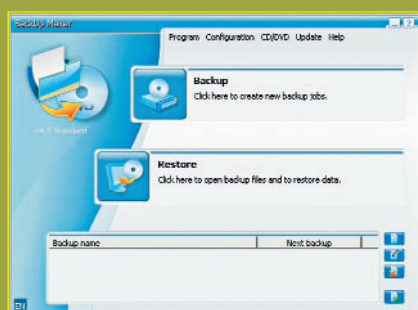 BackUp Maker
Program Configuration CD/DVD Update Help
Backup
Click here to create new backup jobs.
Restore
Click here to open backup files and to restore data.
Backup name Next backup
EN